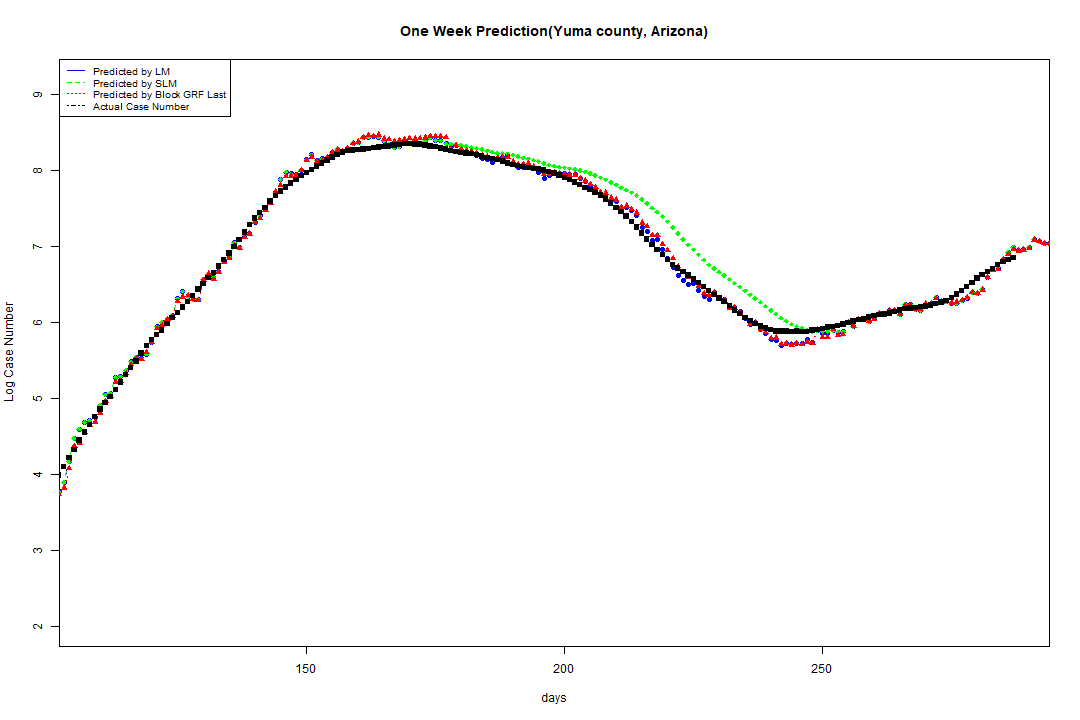 One Week Prediction(Yuma county, Arizona)
Predicted by LM
Predicted by SLM
Predicted by Block GRF Last
Actual Case Number
9
8
7
6
5
4
3
2
Log Case Number
150
200
250
days